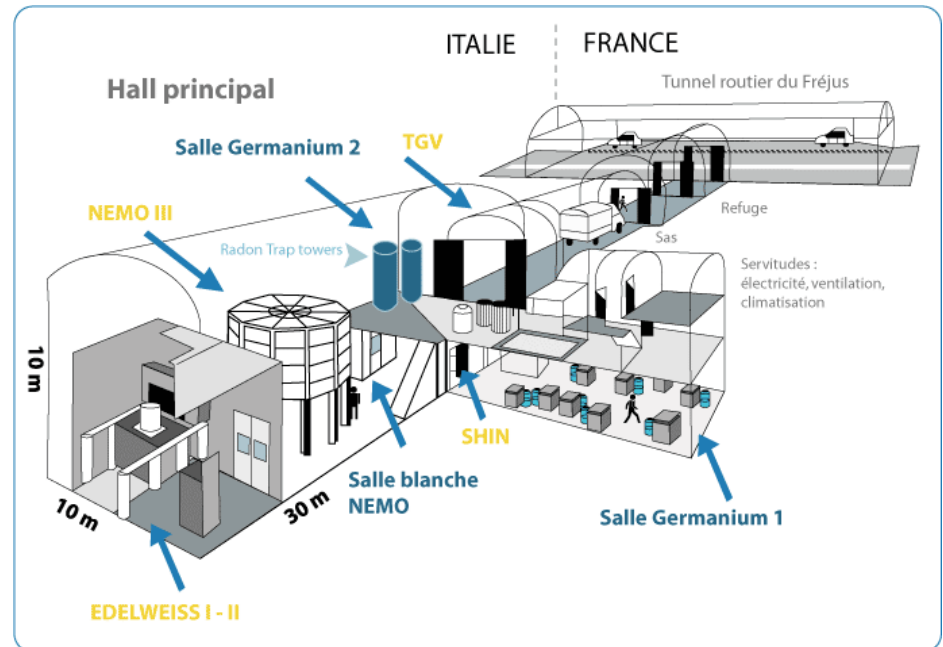 ITALIE
FRANCE
Hall principal
Tunnel routier du Fréjus
Salle Germanium 2
TGV
NEMO III
Refuge
Radon Trap towers
Sas
Servitudes :
électricité, ventilation,
climatisation
10 m
SHIN
Salle blanche
NEMO
30 m
10 m
Salle Germanium 1
EDELWEISS I - II